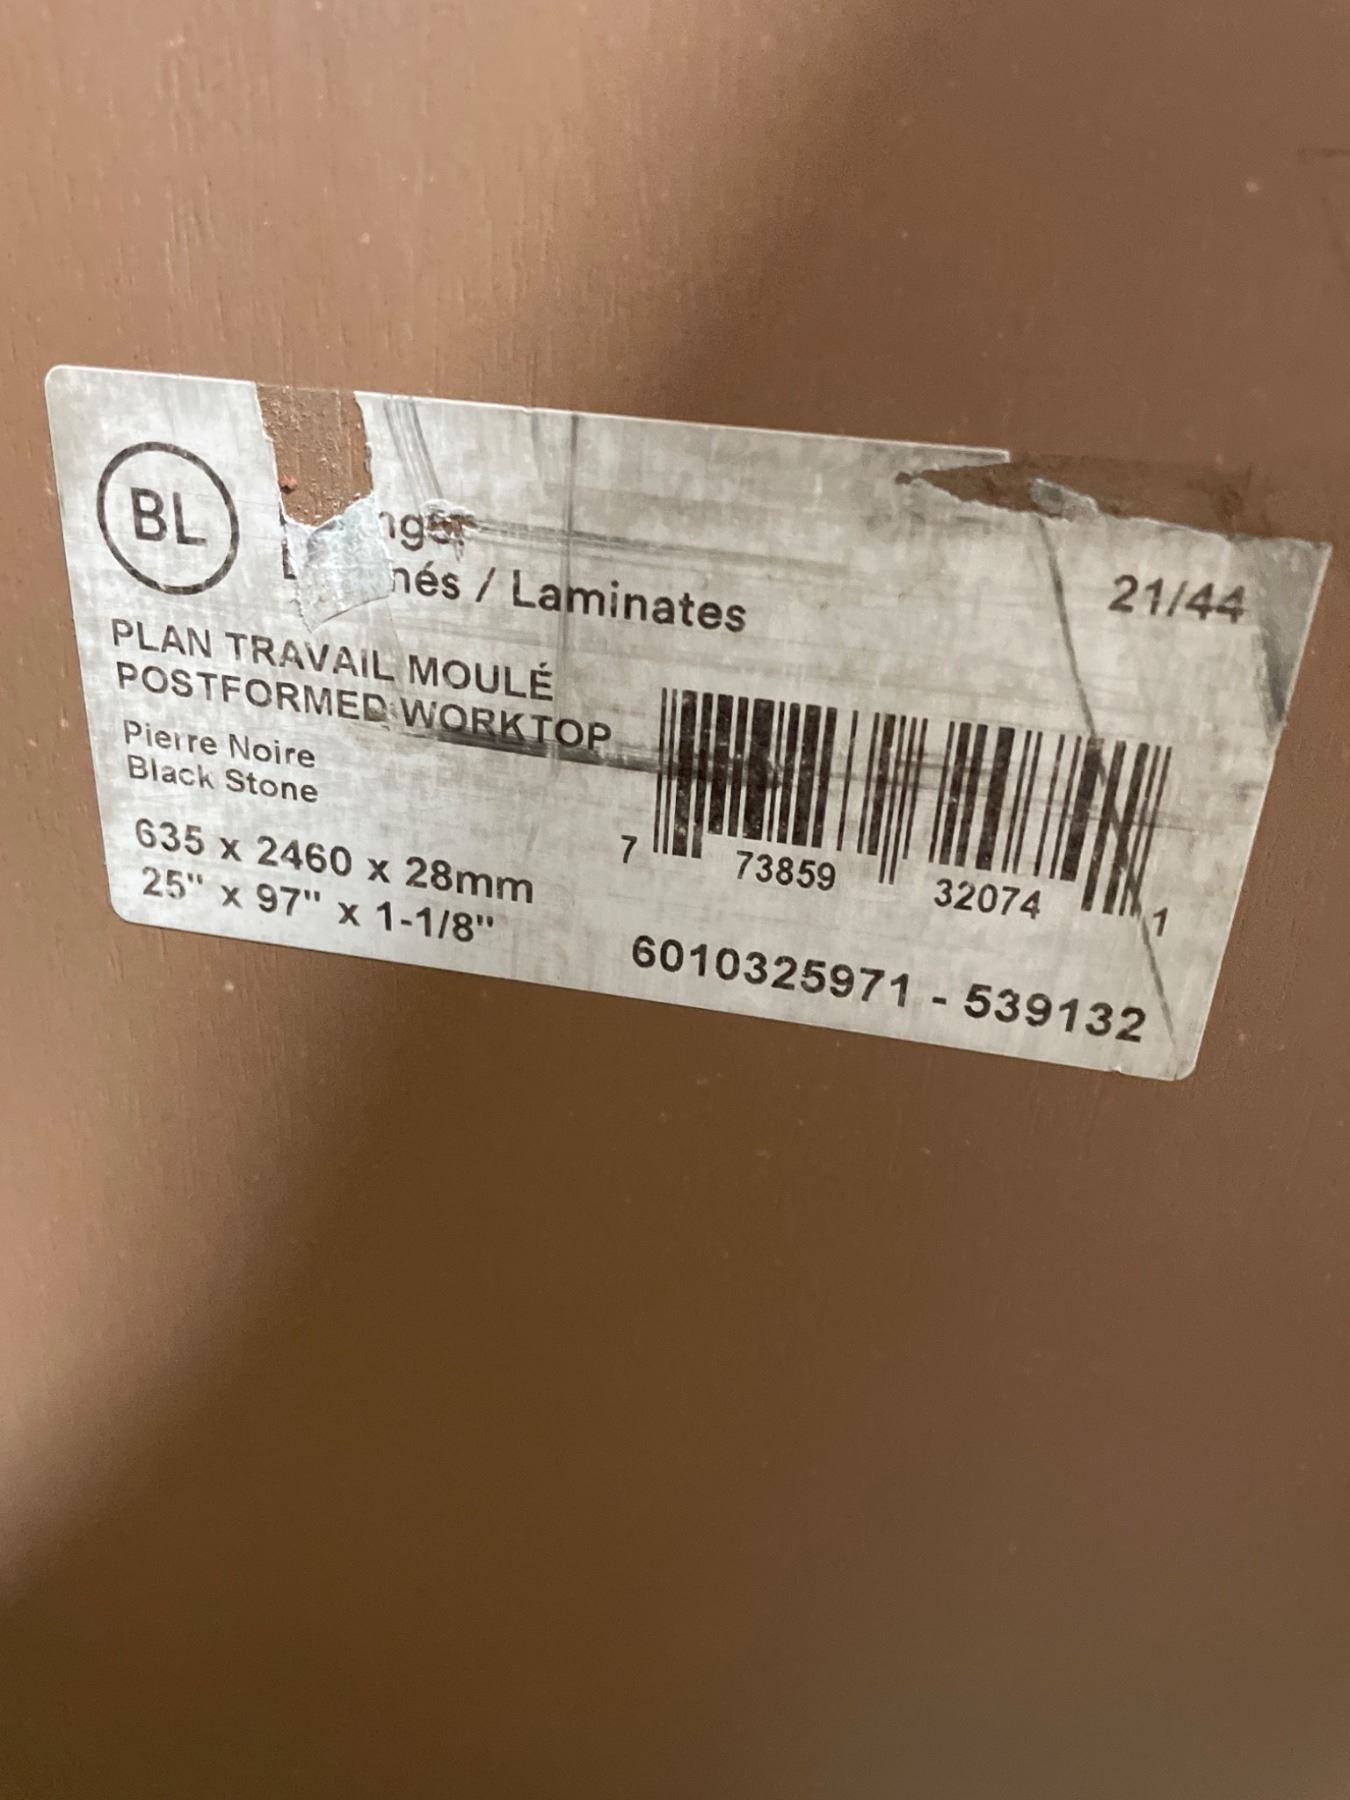 BL
/ Laminates
21/44
PLAN TRAVAIL MOULÉ
POSTFORMED WORKTOP
Pierre Noire
Black Stone
635 x 2460 x 28mm
25" x 97" x 1-1/8"
7 73859 32074 1
6010325971 - 539132